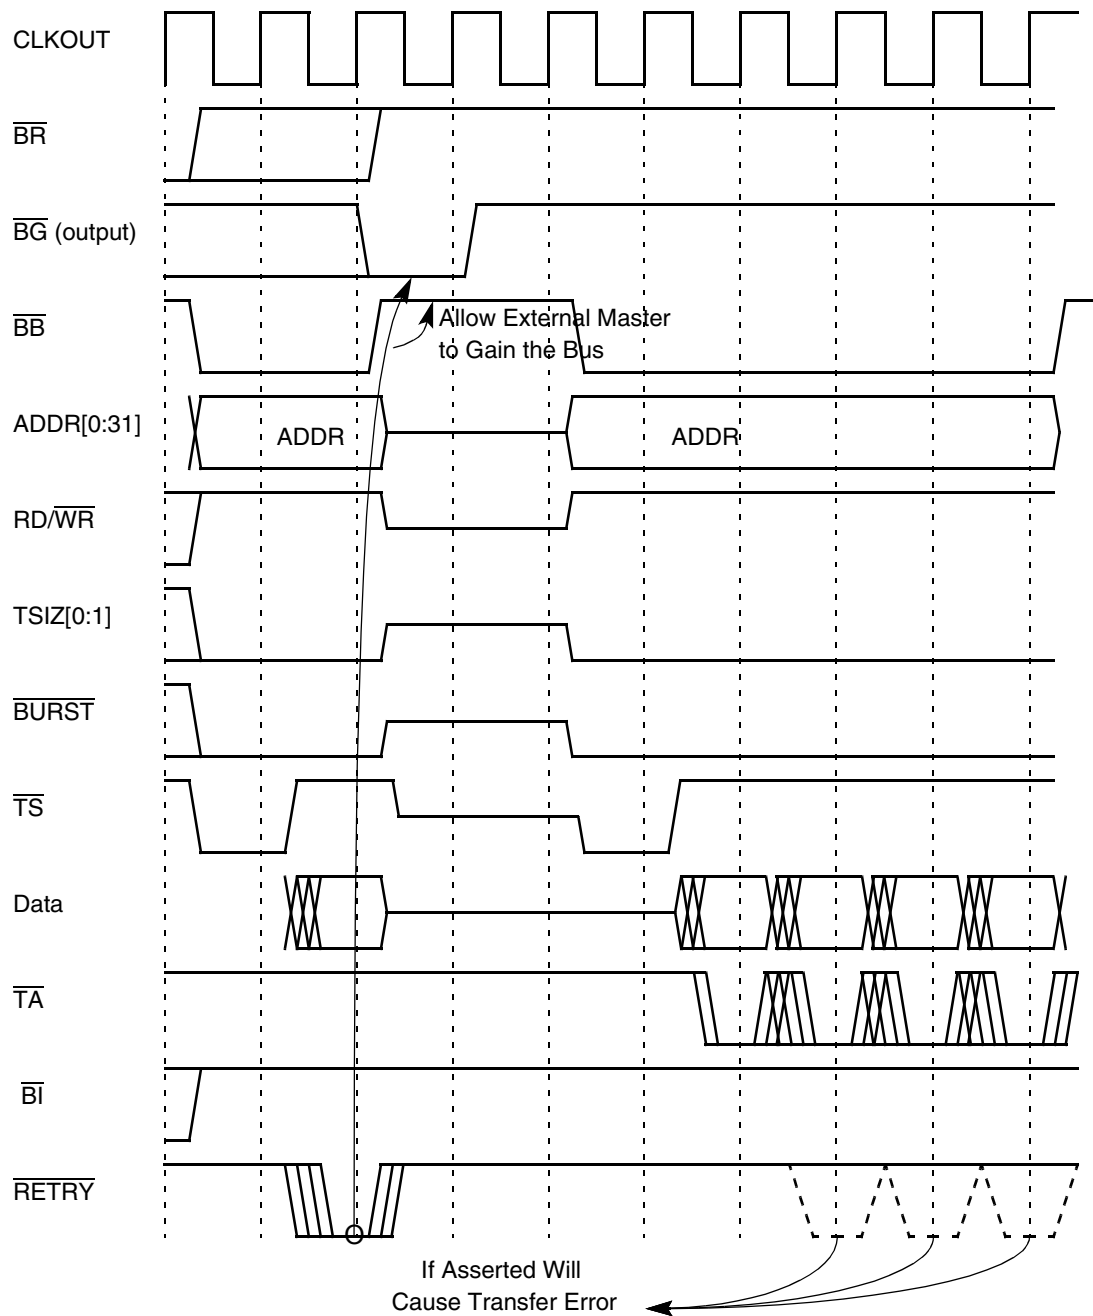 CLKOUT
BR
BG (output)
BB
Allow External Master
to Gain the Bus
ADDR[0:31]
ADDR
ADDR
RD/WR
TSIZ[0:1]
BURST
TS
Data
TA
BI
RETRY
If Asserted Will
Cause Transfer Error